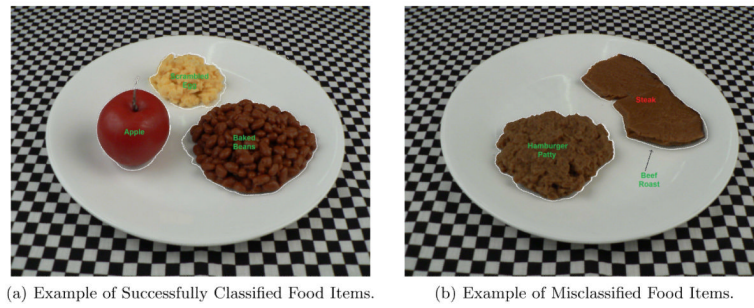 Scrambled
Egg
Apple
Baked
Beans
Steak
Hamburger
Patty
Beef
Roast
(a) Example of Successfully Classified Food Items.
(b) Example of Misclassified Food Items.